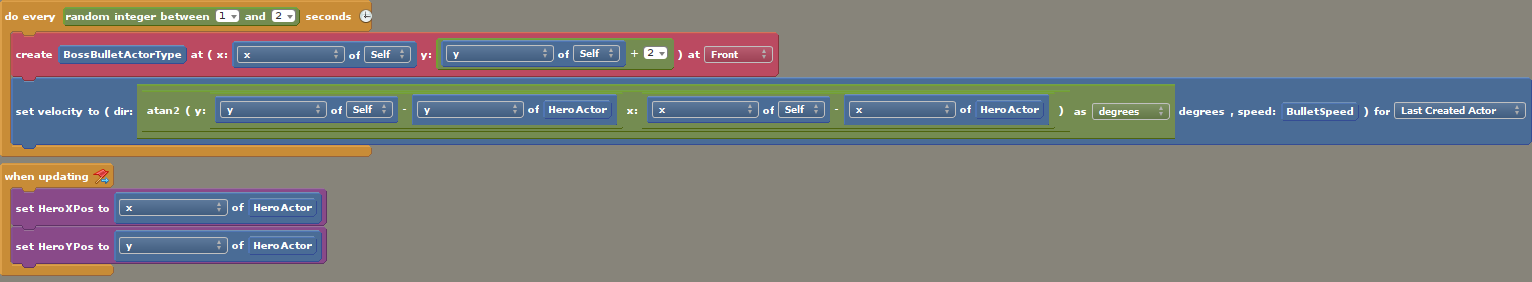 do every random integer between 1 and 2 seconds
create BossBulletActorType at ( x: x of Self y: y of Self + 2 ) at Front
set velocity to ( dir: atan2 ( y: y of Self - y of HeroActor x: x of Self - x of HeroActor ) as degrees degrees , speed: BulletSpeed ) for Last Created Actor
when updating
set HeroXPos to x of HeroActor
set HeroYPos to y of HeroActor